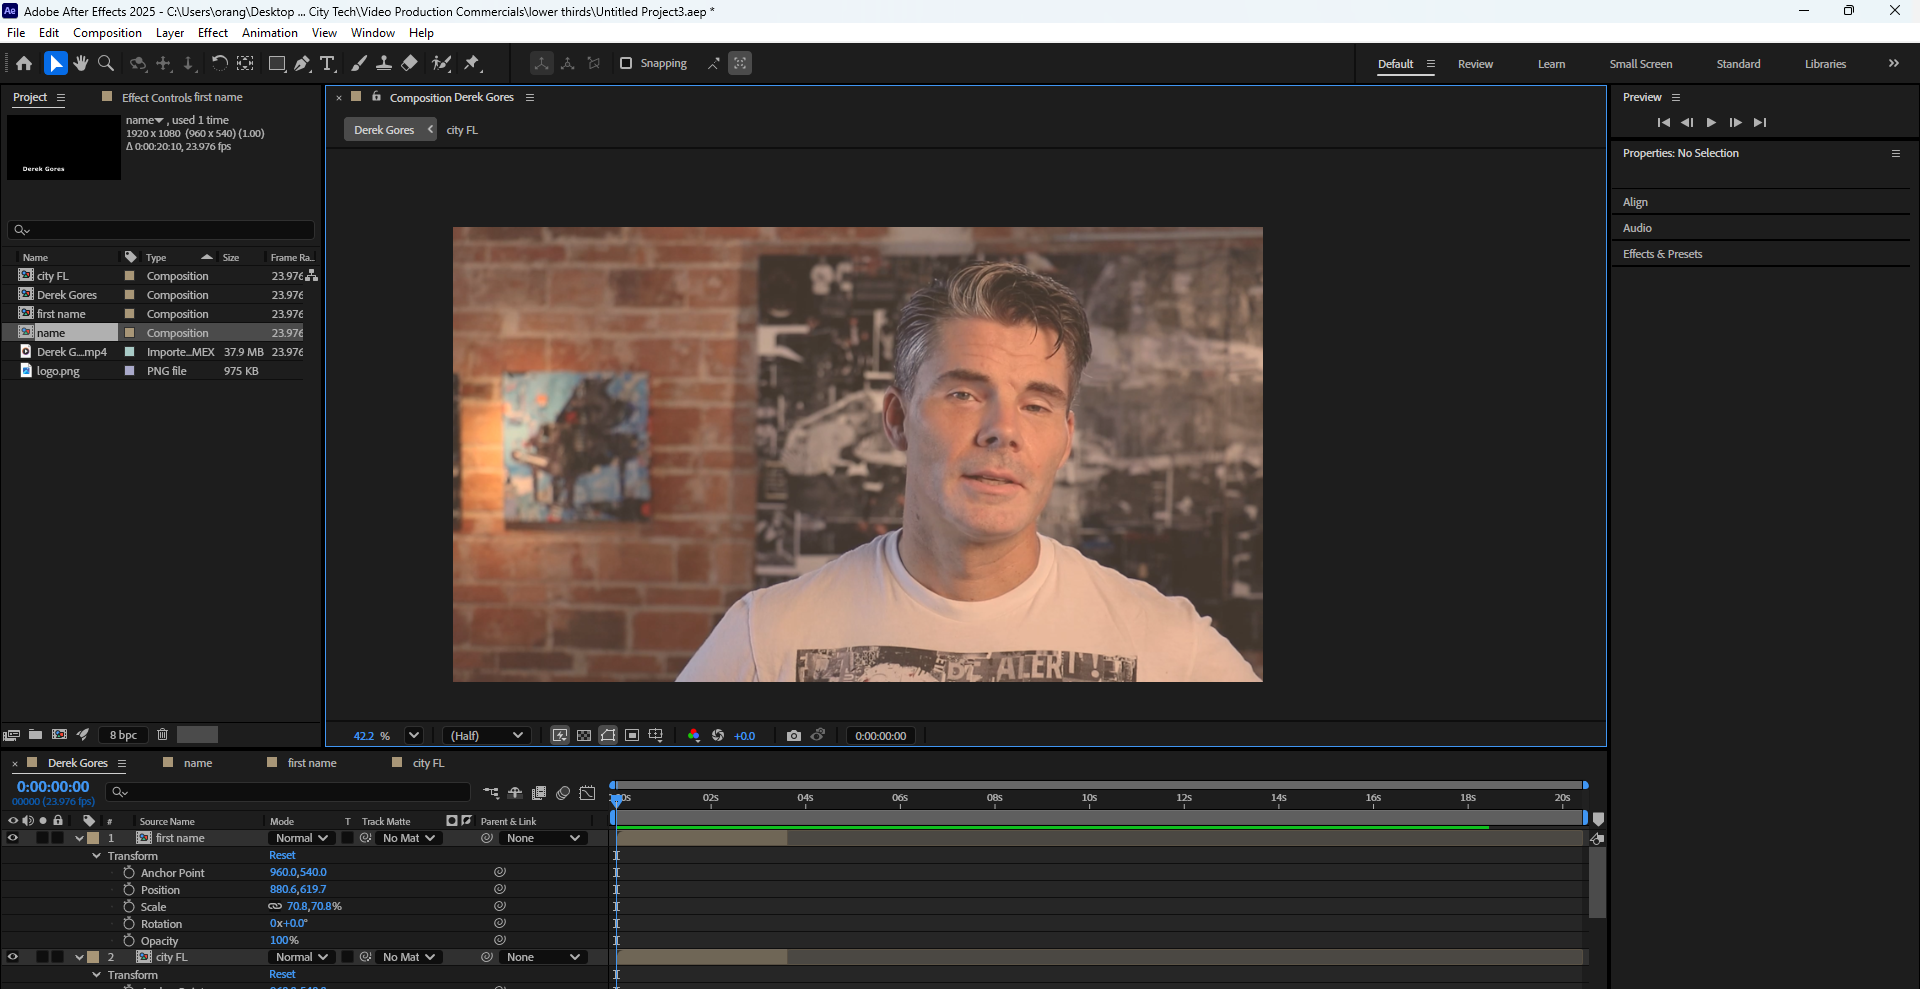 Adobe After Effects 2025 - C:\Users\orang\Desktop ... City Tech\Video Production Commercials\lower thirds\Untitled Project3.aep *
File Edit Composition Layer Effect Animation View Window Help
Snapping
Default Review Learn Small Screen Standard Libraries
Project Effect Controls first name
name , used 1 time
1920 x 1080 (960 x 540) (1.00)
Δ 0:00:20:10, 23.976 fps
Derek Gores
Name Type Size Frame Ra...
city FL Composition 23.976
Derek Gores Composition 23.976
first name Composition 23.976
name Composition 23.976
Derek G....mp4 Importe...MEX 37.9 MB 23.976
logo.png PNG file 975 KB
8 bpc
Composition Derek Gores
Derek Gores city FL
BE ALERT!
42.2 % (Half) +0.0 0:00:00:00
Preview
Properties: No Selection
Align
Audio
Effects & Presets
Derek Gores name first name city FL
0:00:00:00
00000 (23.976 fps)
02s 04s 06s 08s 10s 12s 14s 16s 18s 20s
# Source Name Mode T Track Matte Parent & Link
1 first name Normal No Mat None
Transform Reset
Anchor Point 960.0,540.0
Position 880.6,619.7
Scale 70.8,70.8%
Rotation 0x+0.0°
Opacity 100%
2 city FL Normal No Mat None
Transform Reset